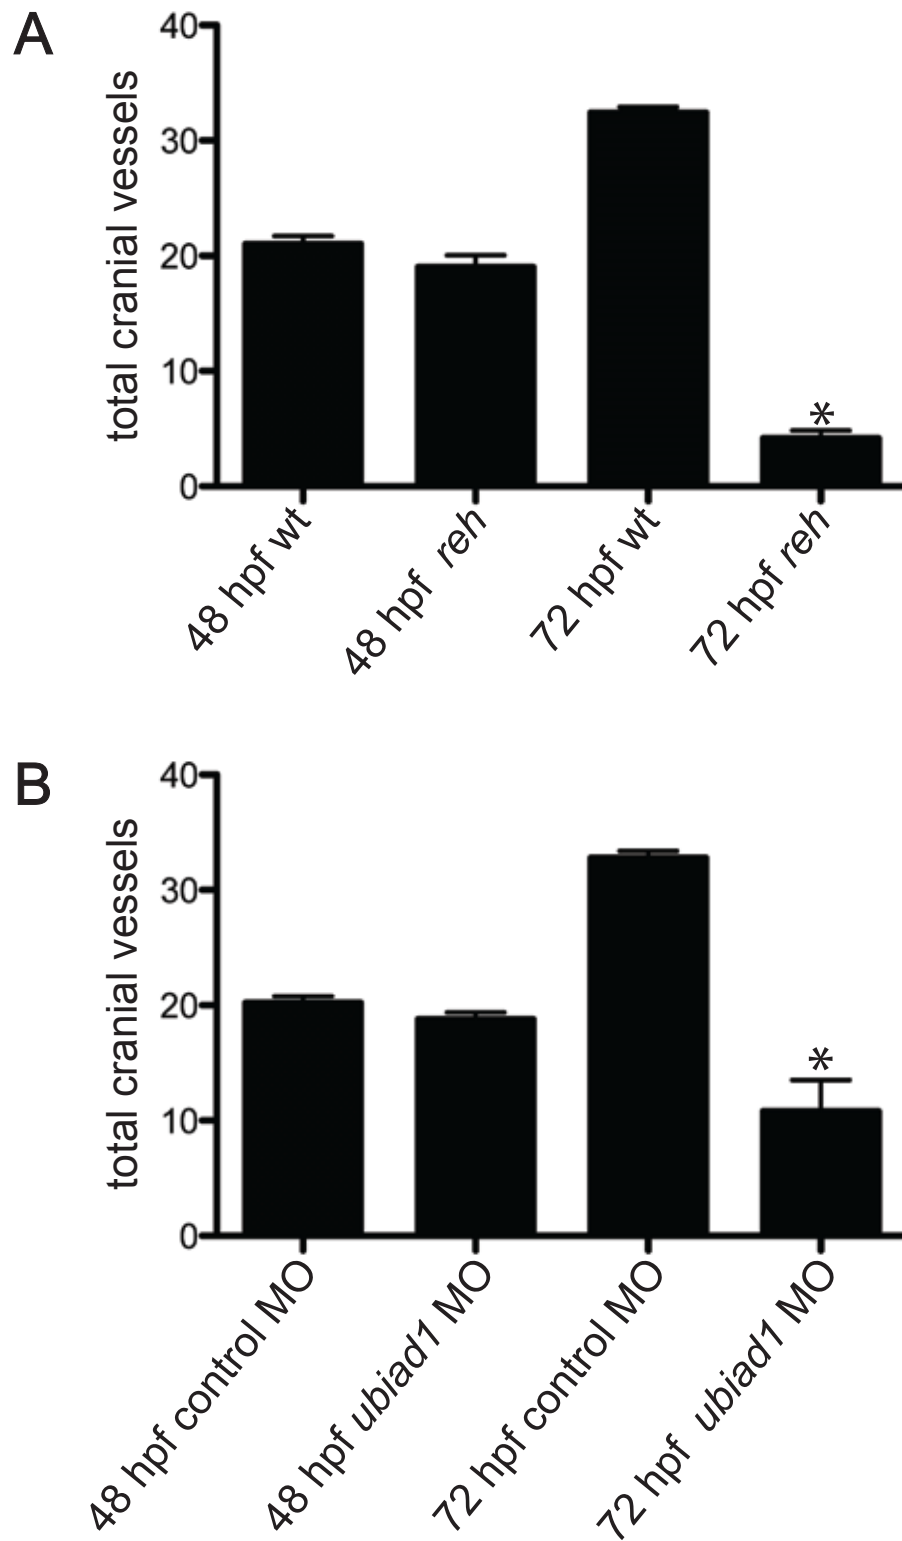 A
total cranial vessels
40
30
20
10
0
*
48 hpf wt
48 hpf reh
72 hpf wt
72 hpf reh
B
total cranial vessels
40
30
20
10
0
*
48 hpf control MO
48 hpf ubiad1 MO
72 hpf control MO
72 hpf ubiad1 MO